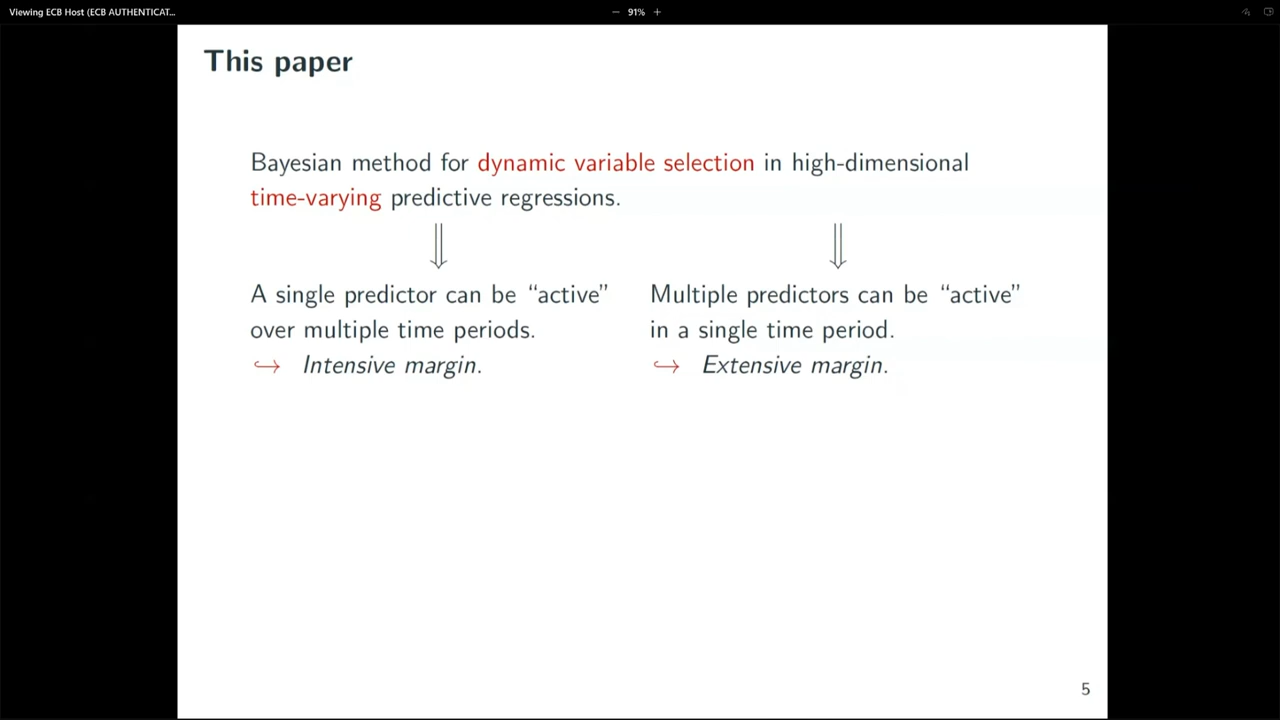 Viewing ECB Host (ECB AUTHENTICAT...
− 91% +
This paper
Bayesian method for dynamic variable selection in high-dimensional
time-varying predictive regressions.
⇓ ⇓
A single predictor can be “active”
over multiple time periods.
↪ Intensive margin.
Multiple predictors can be “active”
in a single time period.
↪ Extensive margin.
5